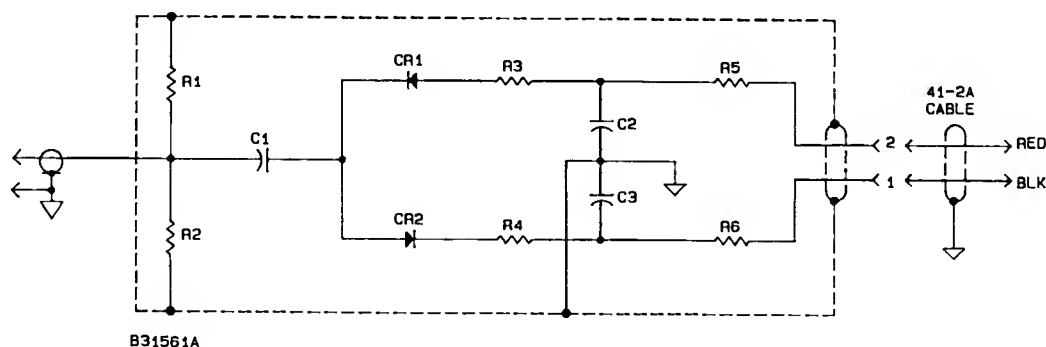 CR1
R3
R5
R1
41-2A
CABLE
C2
C1
2
RED
1
BLK
C3
R2
CR2
R4
R6
B31561A